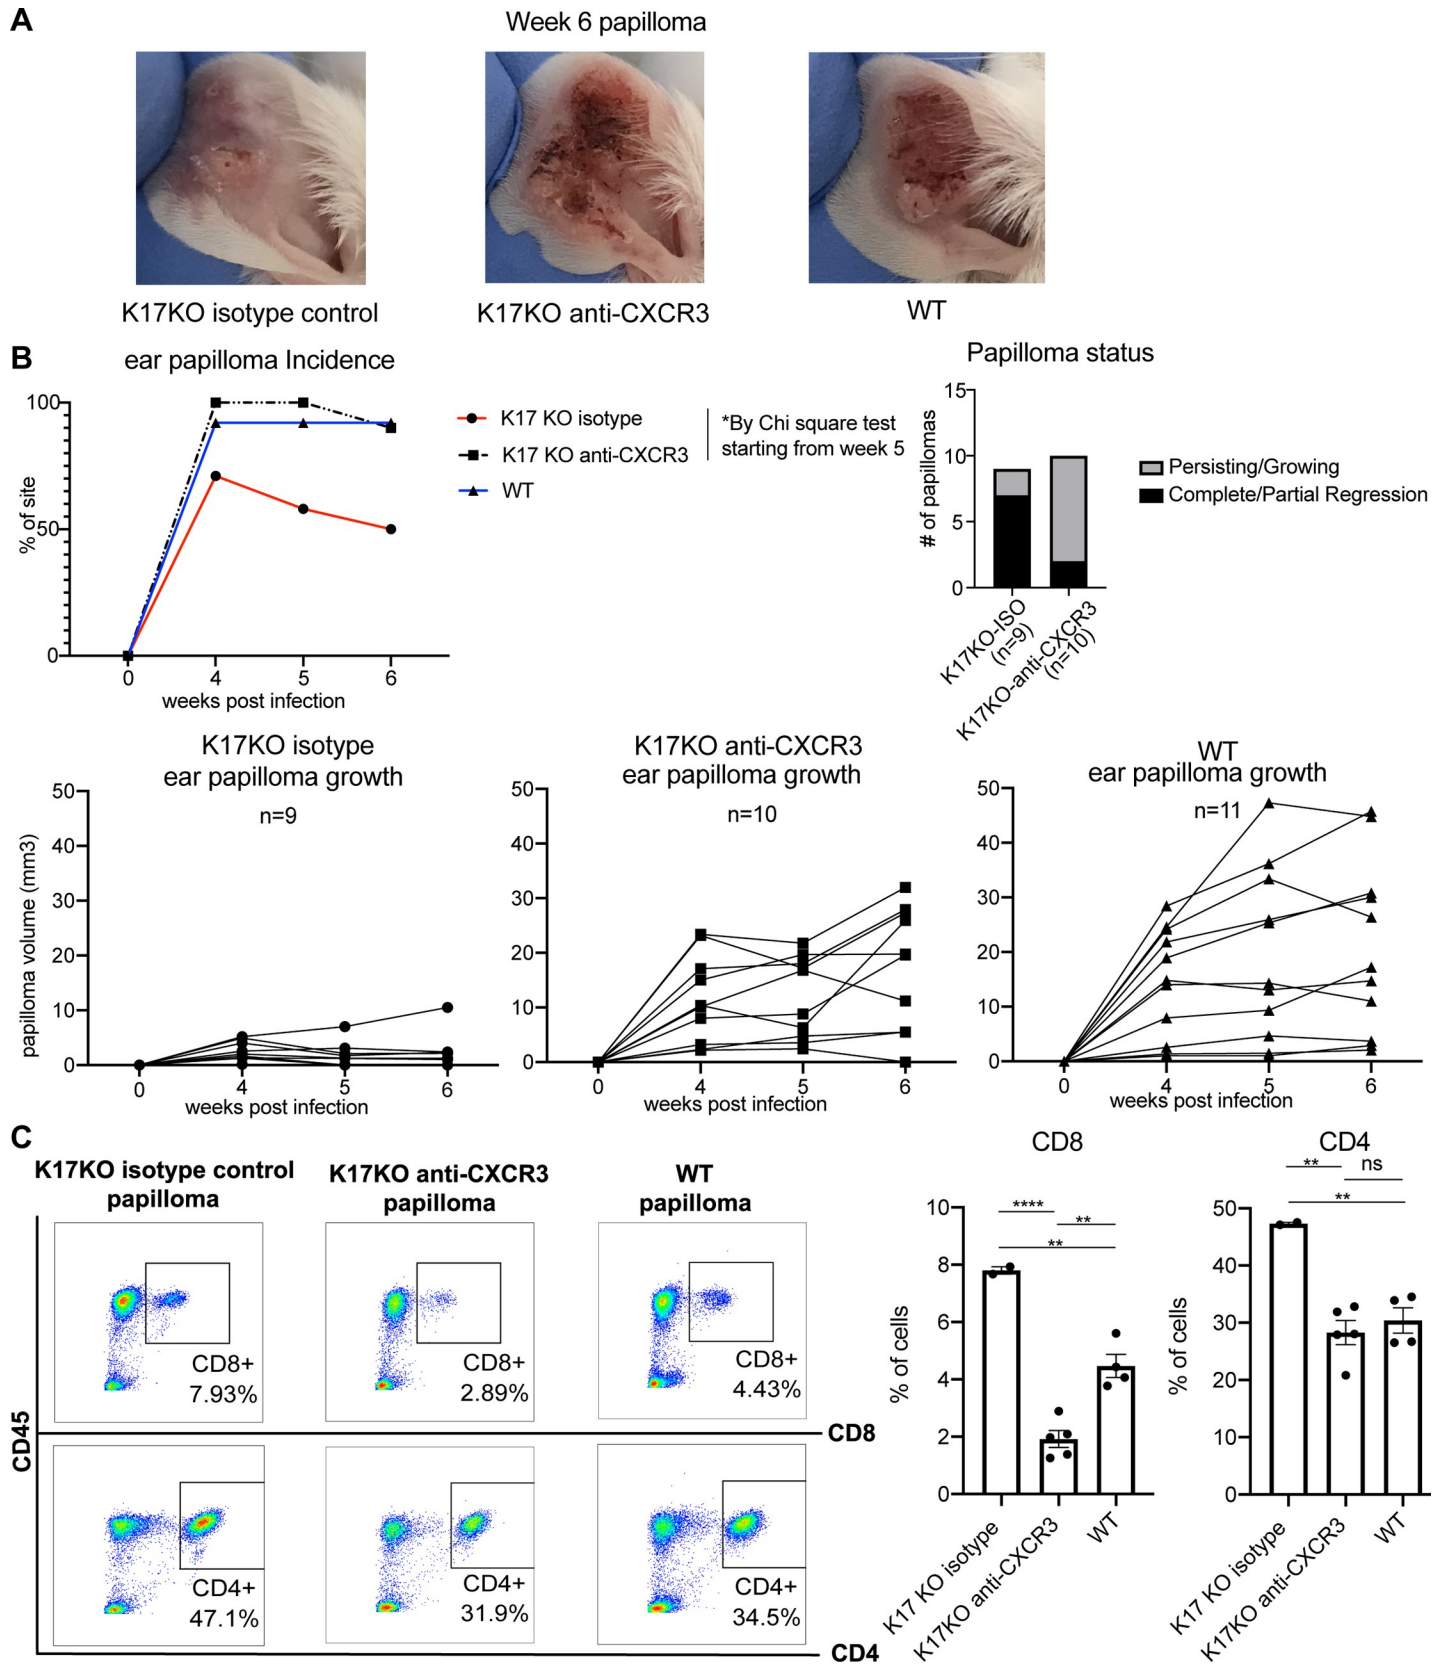 A
Week 6 papilloma
K17KO isotype control
K17KO anti-CXCR3
WT
B
ear papilloma Incidence
100
50
0
% of site
0 4 5 6
weeks post infection
K17 KO isotype
K17 KO anti-CXCR3
WT
*By Chi square test
starting from week 5
Papilloma status
15
10
5
0
# of papillomas
K17KO-ISO
(n=9)
K17KO-anti-CXCR3
(n=10)
Persisting/Growing
Complete/Partial Regression
K17KO isotype
ear papilloma growth
n=9
50
40
30
20
10
0
papilloma volume (mm3)
0 4 5 6
weeks post infection
K17KO anti-CXCR3
ear papilloma growth
n=10
50
40
30
20
10
0
0 4 5 6
weeks post infection
WT
ear papilloma growth
n=11
50
40
30
20
10
0
0 4 5 6
weeks post infection
C
K17KO isotype control
papilloma
K17KO anti-CXCR3
papilloma
WT
papilloma
CD8+
7.93%
CD8+
2.89%
CD8+
4.43%
CD8
CD45
CD4+
47.1%
CD4+
31.9%
CD4+
34.5%
CD4
CD8
****
**
**
10
8
6
4
2
0
% of cells
K17 KO isotype
K17KO anti-CXCR3
WT
CD4
** ns
**
50
40
30
20
10
0
% of cells
K17 KO isotype
K17KO anti-CXCR3
WT